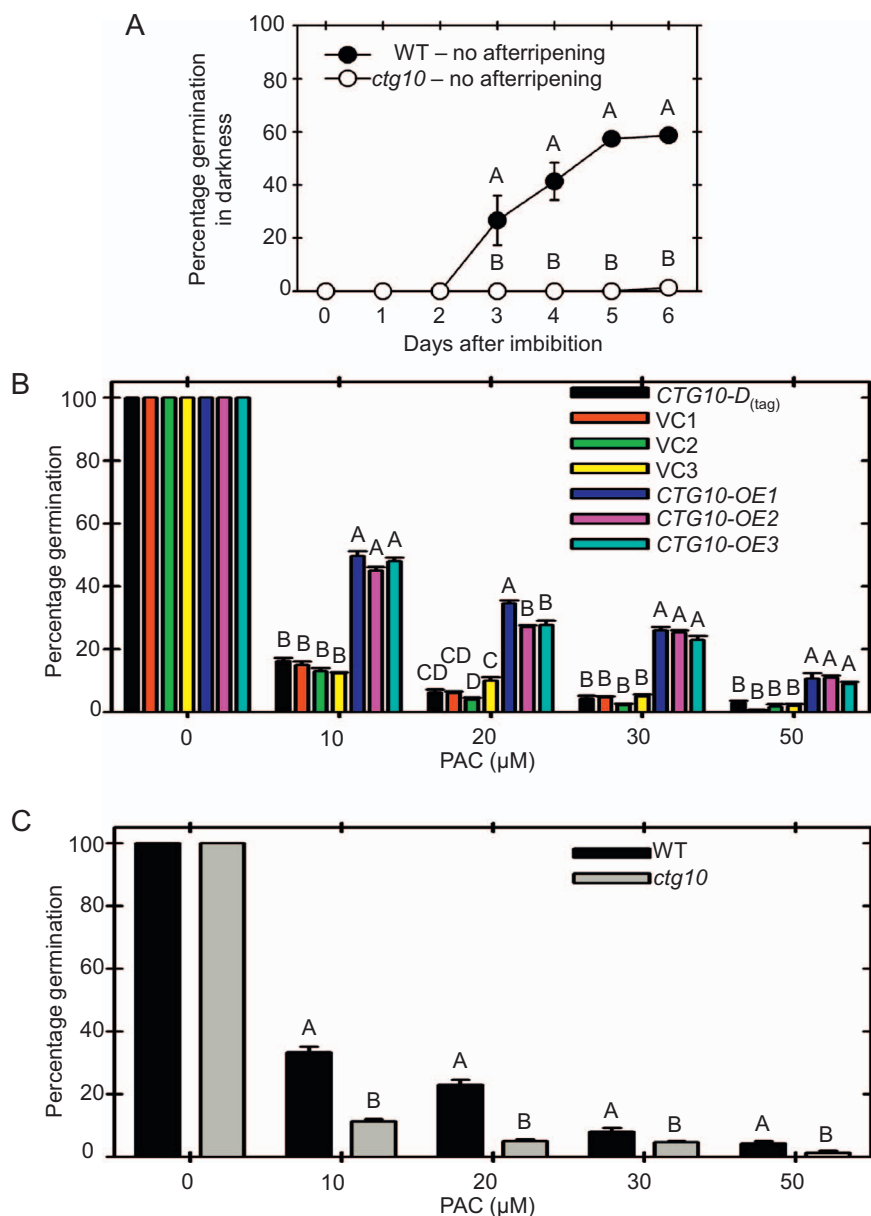 A
Percentage germination
in darkness
100
80
60
40
20
0
WT – no afterripening
ctg10 – no afterripening
A
A
A
A
B
B
B
B
0 1 2 3 4 5 6
Days after imbibition
B
Percentage germination
100
80
60
40
20
0
CTG10-D(tag)
VC1
VC2
VC3
CTG10-OE1
CTG10-OE2
CTG10-OE3
B B B B A A A
CD CD D C A B B
B B B B A A A
B B B B A A A
0 10 20 30 50
PAC (µM)
C
Percentage germination
100
80
60
40
20
0
WT
ctg10
A B
A B
A B
A B
0 10 20 30 50
PAC (µM)